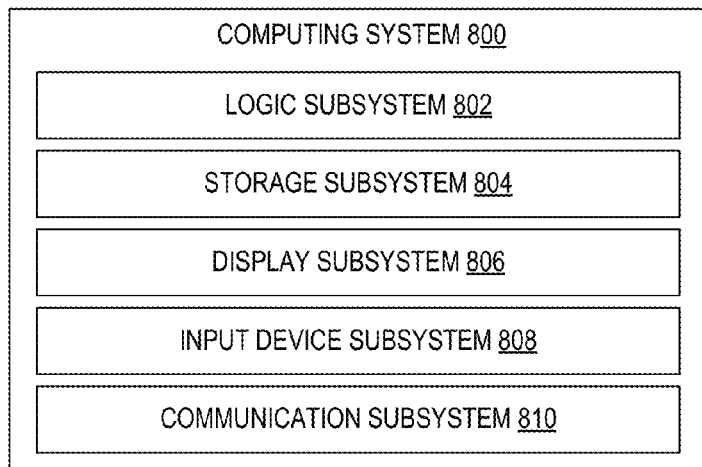 COMPUTING SYSTEM 800
LOGIC SUBSYSTEM 802
STORAGE SUBSYSTEM 804
DISPLAY SUBSYSTEM 806
INPUT DEVICE SUBSYSTEM 808
COMMUNICATION SUBSYSTEM 810